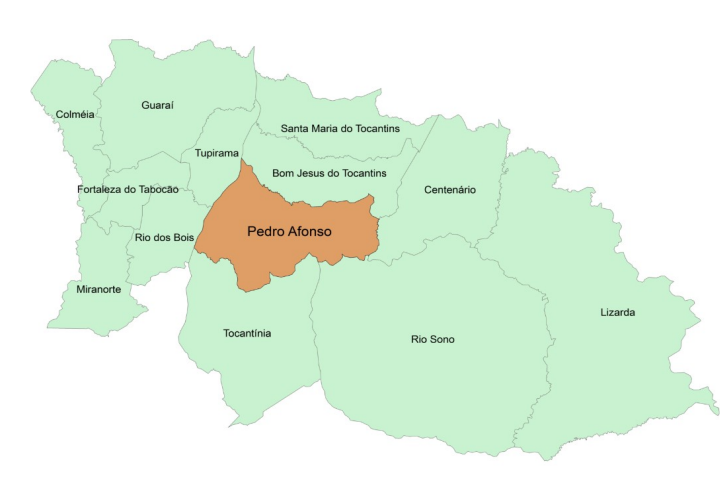 Guaraí
Colméia
Santa Maria do Tocantins
Tupirama
Bom Jesus do Tocantins
Fortaleza do Tabocão
Centenário
Pedro Afonso
Rio dos Bois
Miranorte
Lizarda
Tocantínia
Rio Sono